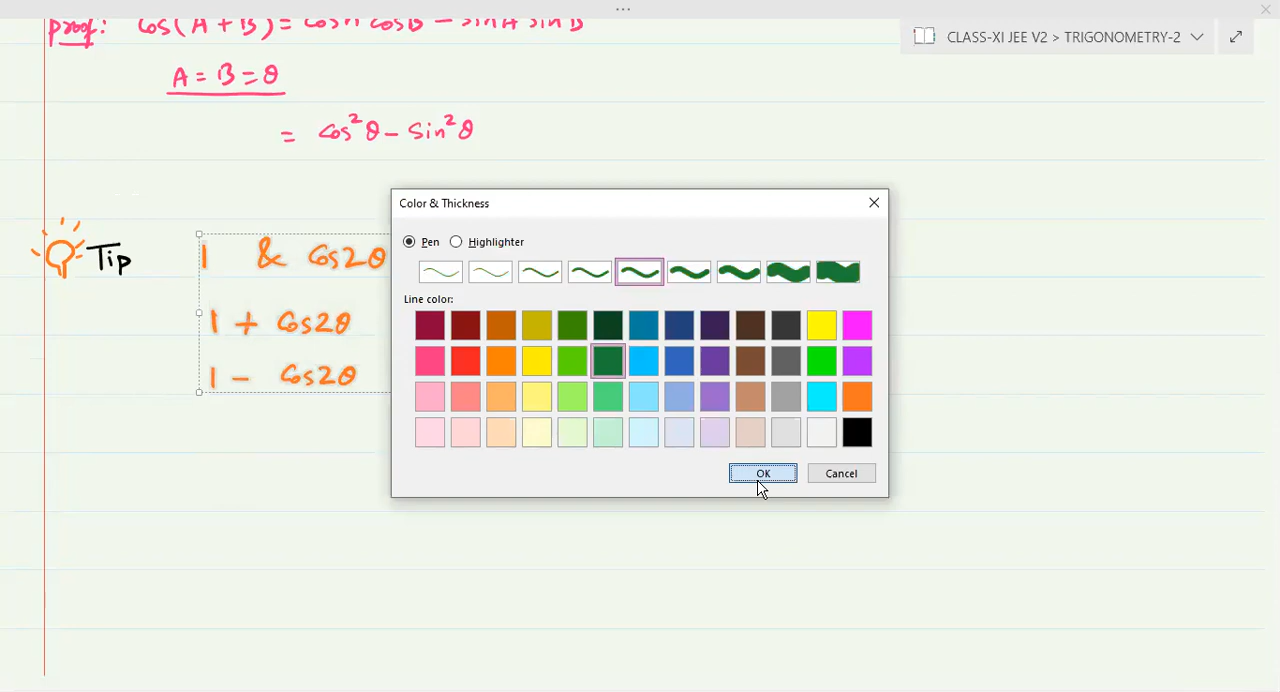 proof: Cos(A + B) = CosA CosB - SinA SinB
CLASS-XI JEE V2 > TRIGONOMETRY-2
A = B = θ
= Cos²θ - Sin²θ
Color & Thickness
Pen Highlighter
Tip 1 & Cos2θ
Line color:
1 + Cos2θ
1 - Cos2θ
OK Cancel